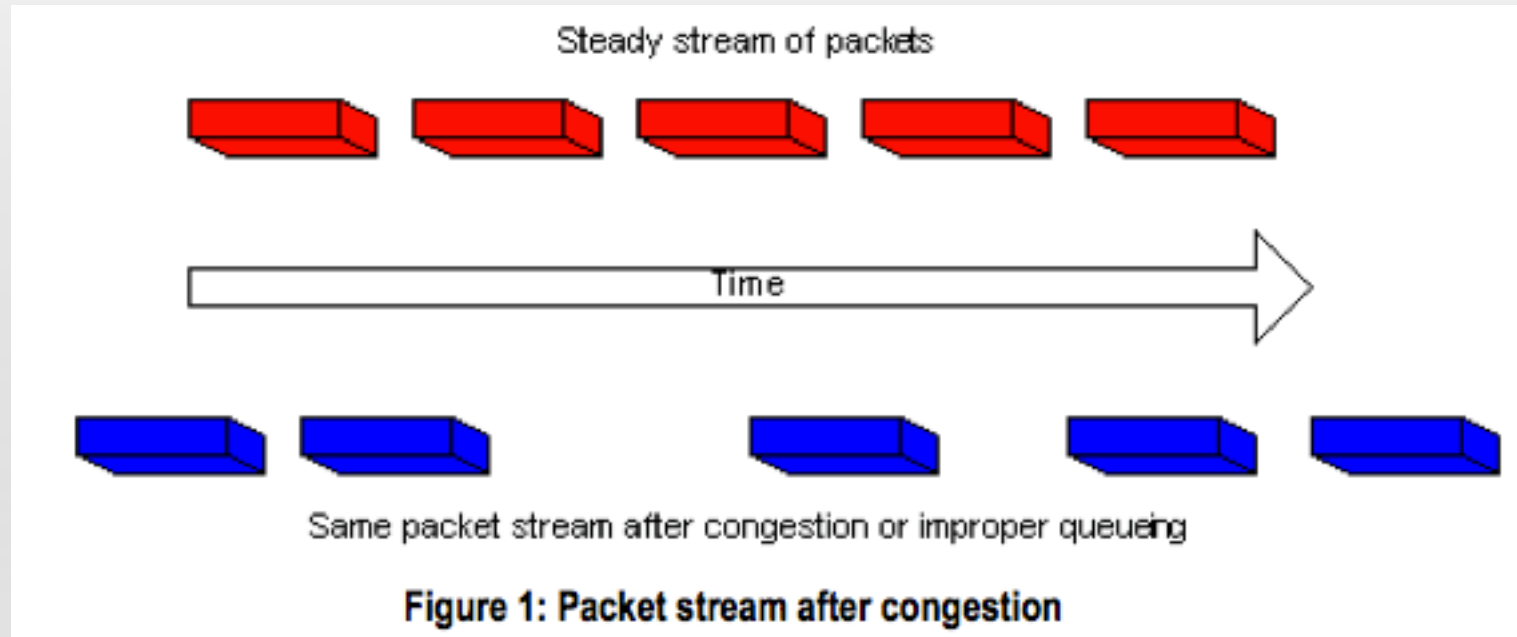 Steady stream of packets
Time
Same packet stream after congestion or improper queueing
Figure 1: Packet stream after congestion